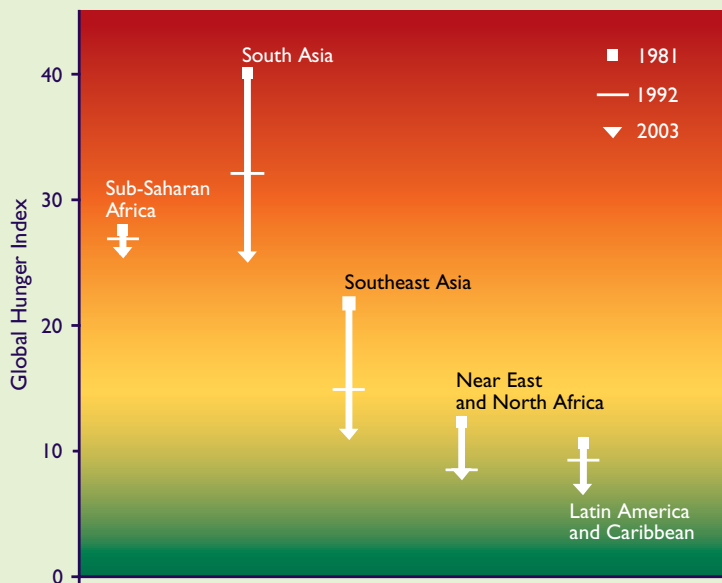 South Asia
1981
1992
2003
40
Sub-Saharan
Africa
30
Southeast Asia
20
Near East
and North Africa
10
Latin America
and Caribbean
0
Global Hunger Index